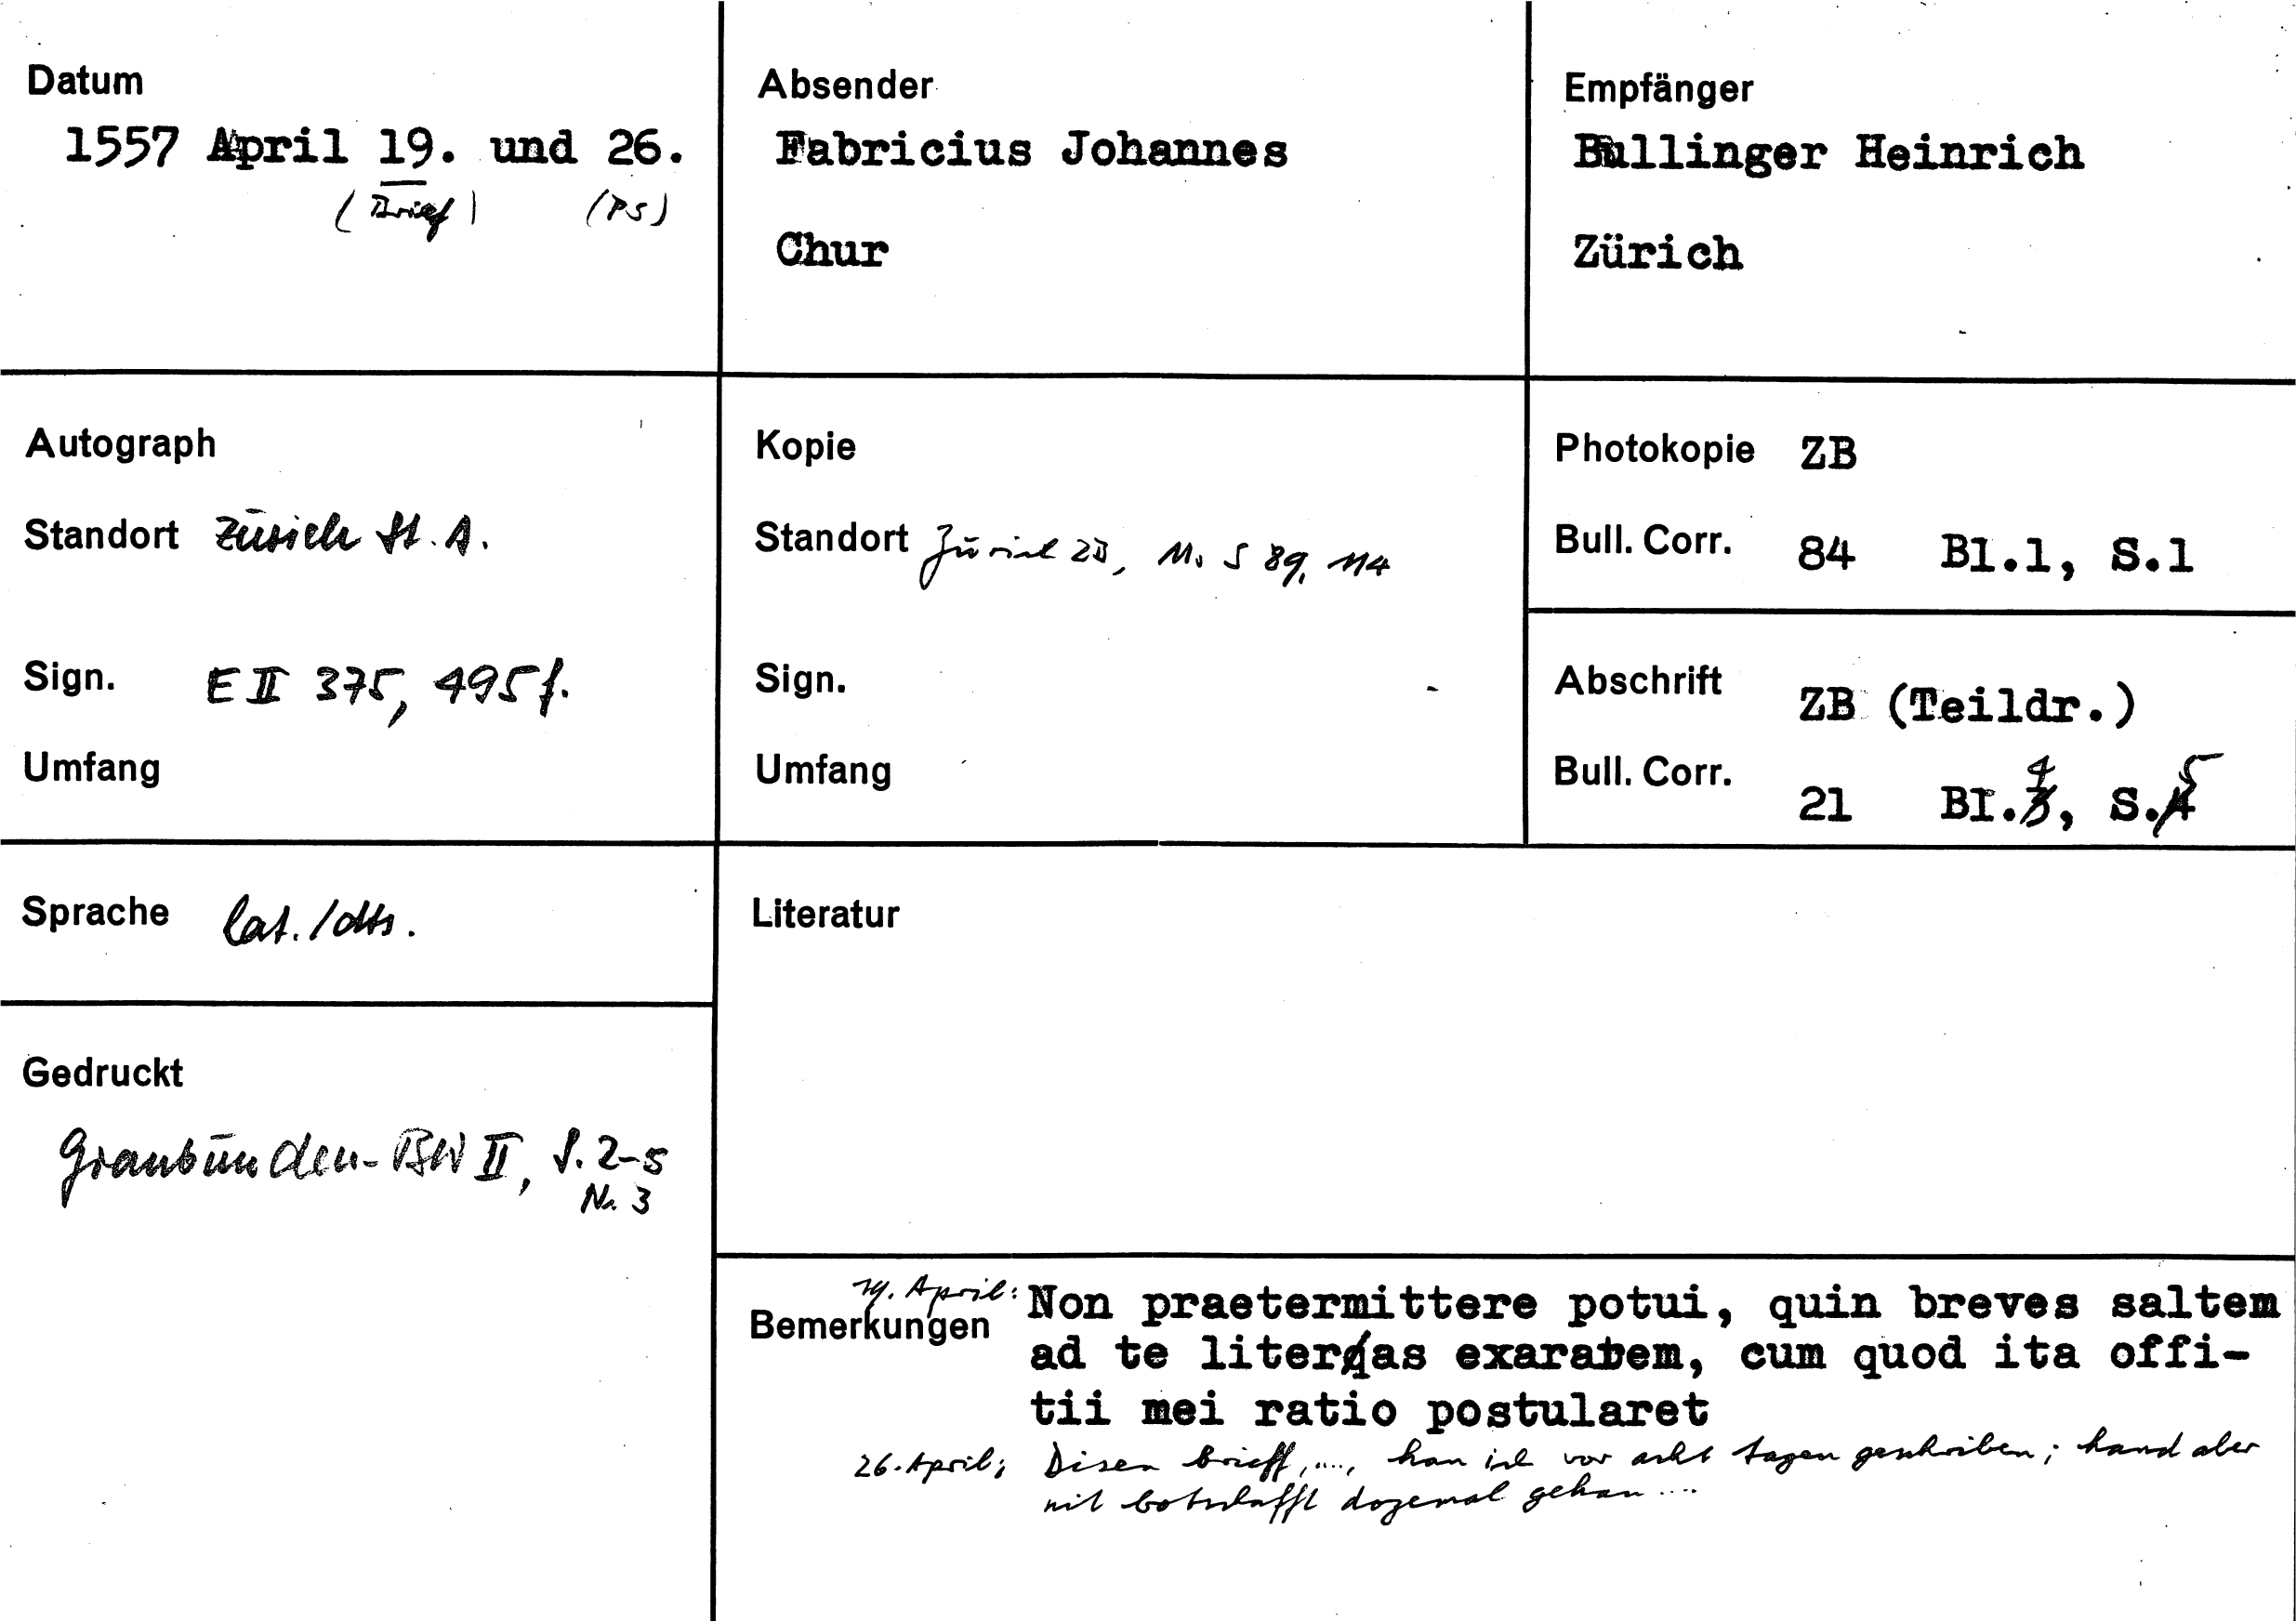 Datum
1557 April 19. und 26.
(Brief) (PS)
Absender
Fabricius Johannes
Chur
Empfänger
Bullinger Heinrich
Zürich
Autograph
Standort Zürich St. A.
Sign. E II 375, 495f.
Umfang
Kopie
Standort Zürich ZB, Ms S 89, 114
Sign.
Umfang
Photokopie ZB
Bull. Corr. 84 Bl.1, S.1
Abschrift ZB (Teildr.)
Bull. Corr. 21 Bl.4, S.5
Sprache lat./dts.
Gedruckt
Graubünden-BW II, S. 2-5
Nr. 3
Literatur
Bemerkungen
19. April: Non praetermittere potui, quin breves saltem
ad te literas exarabem, cum quod ita offi-
tii mei ratio postularet
26. April; Disen brieff, ..., han ich vor acht tagen geschriben; hand aber
nit botschafft dozemal gehan ....